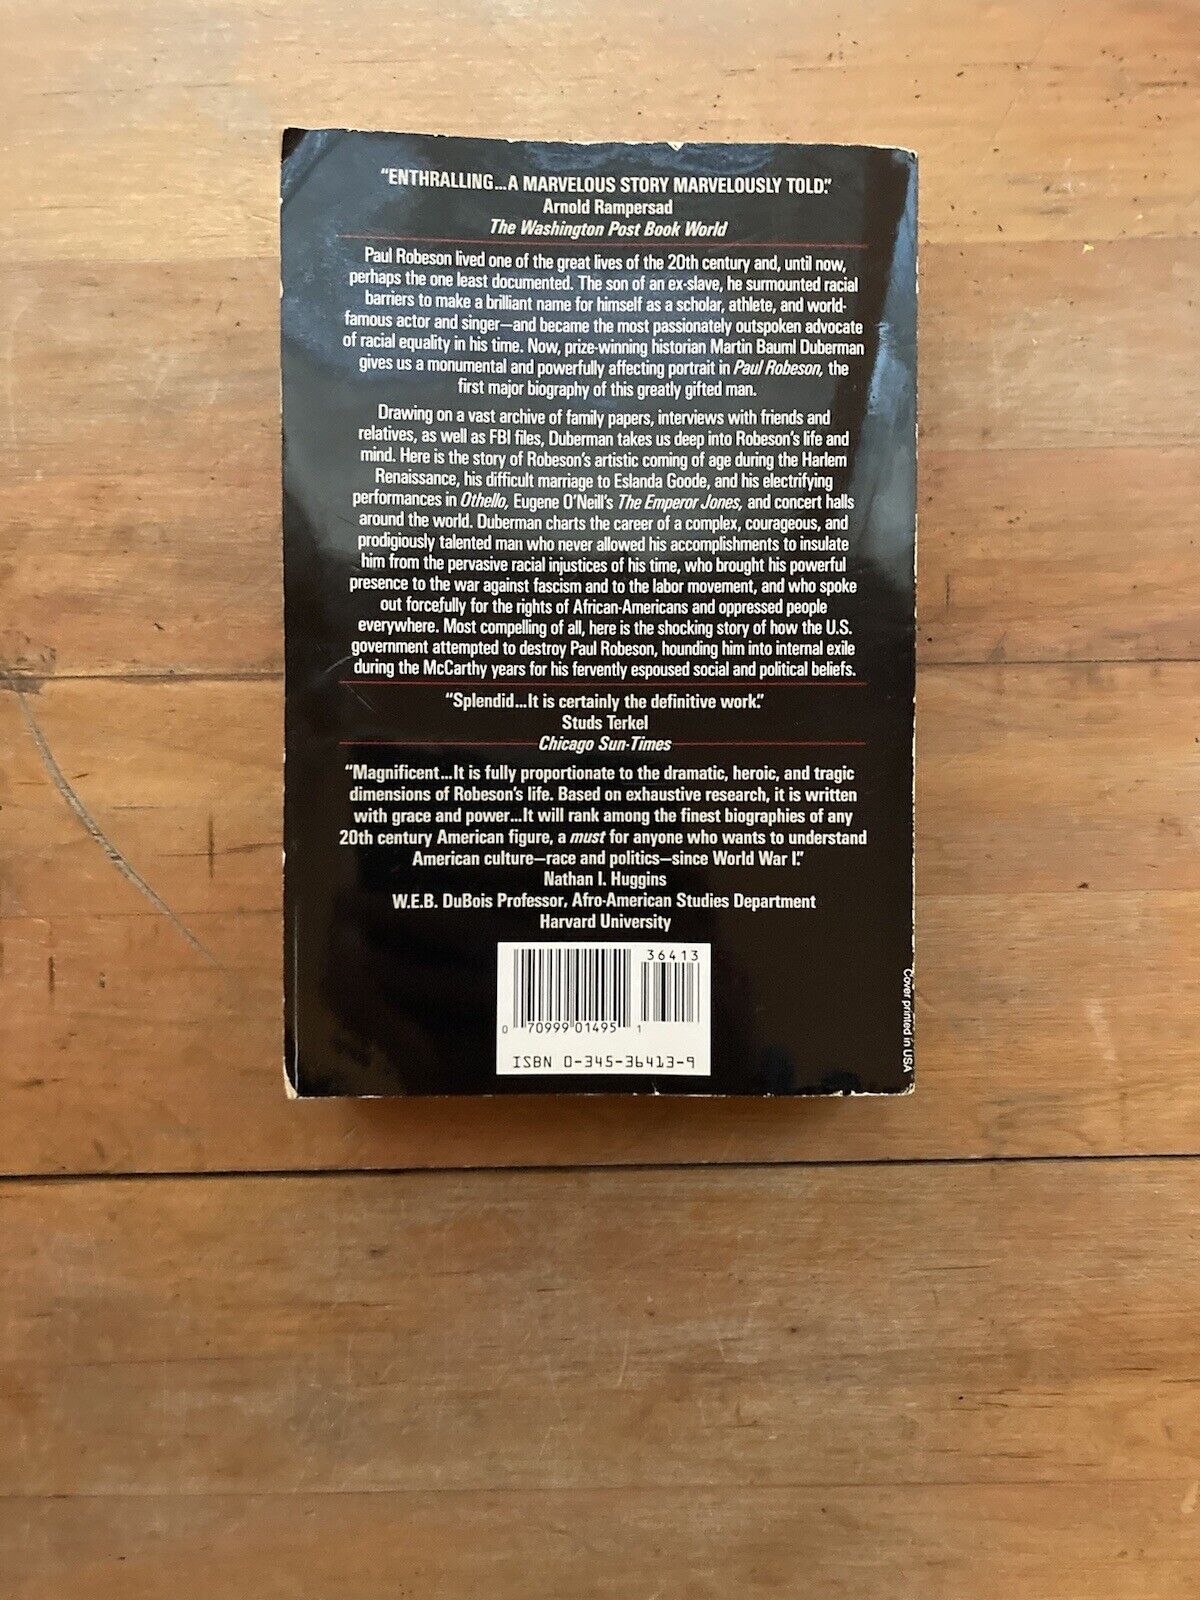 “ENTHRALLING...A MARVELOUS STORY MARVELOUSLY TOLD.”
Arnold Rampersad
The Washington Post Book World
Paul Robeson lived one of the great lives of the 20th century and, until now,
perhaps the one least documented. The son of an ex-slave, he surmounted racial
barriers to make a brilliant name for himself as a scholar, athlete, and world-
famous actor and singer—and became the most passionately outspoken advocate
of racial equality in his time. Now, prize-winning historian Martin Bauml Duberman
gives us a monumental and powerfully affecting portrait in Paul Robeson, the
first major biography of this greatly gifted man.
Drawing on a vast archive of family papers, interviews with friends and
relatives, as well as FBI files, Duberman takes us deep into Robeson’s life and
mind. Here is the story of Robeson’s artistic coming of age during the Harlem
Renaissance, his difficult marriage to Eslanda Goode, and his electrifying
performances in Othello, Eugene O’Neill’s The Emperor Jones, and concert halls
around the world. Duberman charts the career of a complex, courageous, and
prodigiously talented man who never allowed his accomplishments to insulate
him from the pervasive racial injustices of his time, who brought his powerful
presence to the war against fascism and to the labor movement, and who spoke
out forcefully for the rights of African-Americans and oppressed people
everywhere. Most compelling of all, here is the shocking story of how the U.S.
government attempted to destroy Paul Robeson, hounding him into internal exile
during the McCarthy years for his fervently espoused social and political beliefs.
“Splendid...It is certainly the definitive work.”
Studs Terkel
Chicago Sun-Times
“Magnificent...It is fully proportionate to the dramatic, heroic, and tragic
dimensions of Robeson’s life. Based on exhaustive research, it is written
with grace and power...It will rank among the finest biographies of any
20th century American figure, a must for anyone who wants to understand
American culture—race and politics—since World War I.”
Nathan I. Huggins
W.E.B. DuBois Professor, Afro-American Studies Department
Harvard University
36413
0 70999 01495 1
ISBN 0-345-36413-9
Cover printed in USA